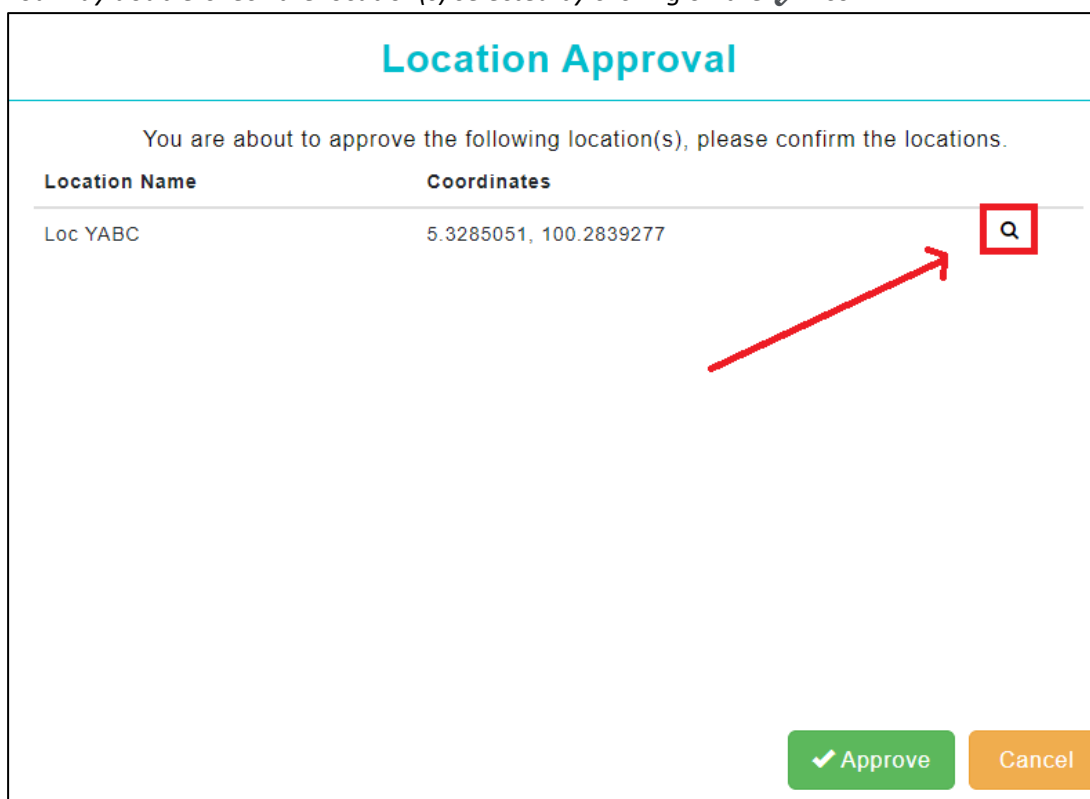 Location Approval
You are about to approve the following location(s), please confirm the locations.
Location Name Coordinates
Loc YABC 5.3285051, 100.2839277
Approve Cancel